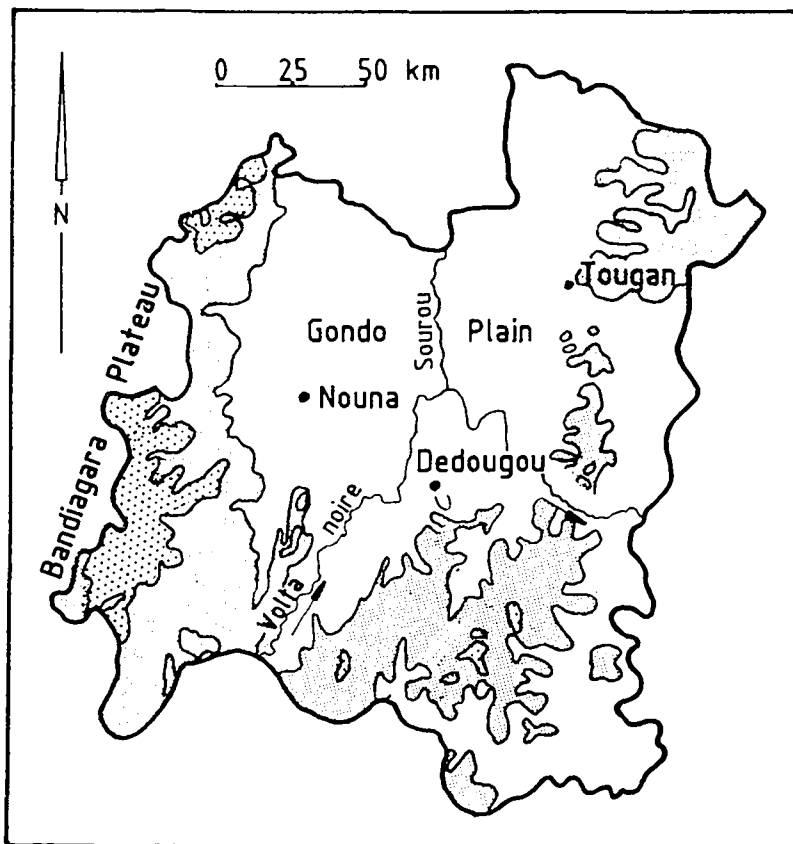 0 25 50 km
N
Tougan
Plateau
Gondo
Sourou
Plain
Nouna
Dedougou
Bandiagara
noire
Volta